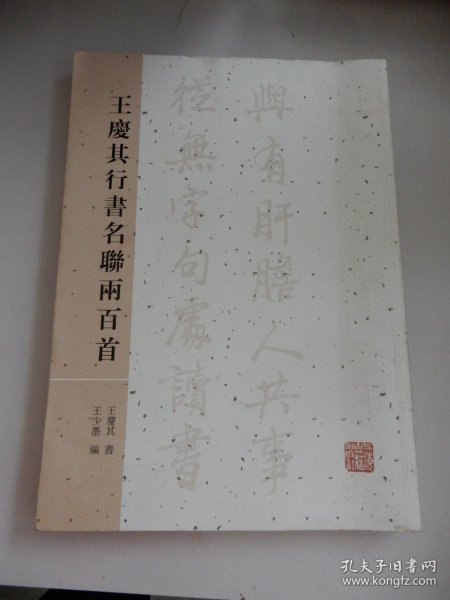 王慶其行書名聯兩百首
王慶其 書
王少墨 編
與有肝膽人共事
從無字句處讀書
孔夫子旧书网
www.kongfz.com